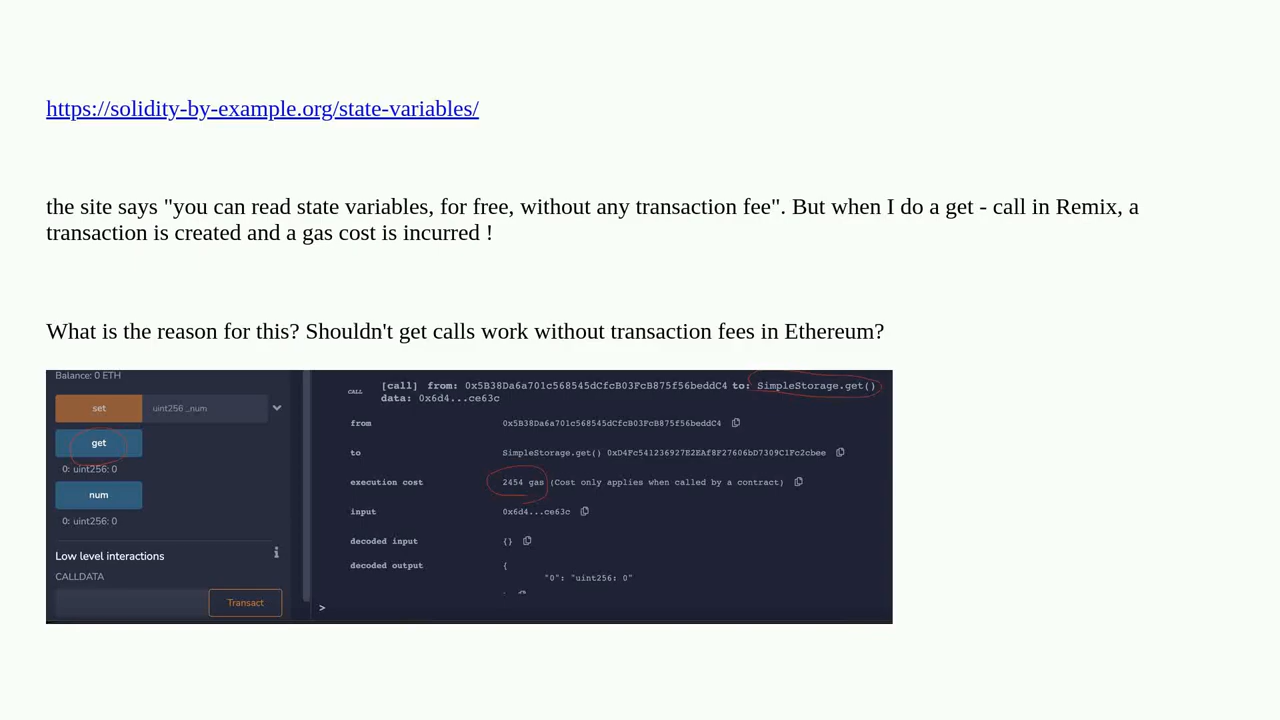 https://solidity-by-example.org/state-variables/
the site says "you can read state variables, for free, without any transaction fee". But when I do a get - call in Remix, a
transaction is created and a gas cost is incurred !
What is the reason for this? Shouldn't get calls work without transaction fees in Ethereum?
Balance: 0 ETH
set uint256 _num
get
0: uint256: 0
num
0: uint256: 0
Low level interactions
CALLDATA
Transact
CALL [call] from: 0x5B38Da6a701c568545dCfcB03FcB875f56beddC4 to: SimpleStorage.get()
data: 0x6d4...ce63c
from 0x5B38Da6a701c568545dCfcB03FcB875f56beddC4
to SimpleStorage.get() 0xD4Fc541236927E2EAf8F27606bD7309C1Fc2cbee
execution cost 2454 gas (Cost only applies when called by a contract)
input 0x6d4...ce63c
decoded input {}
decoded output {
"0": "uint256: 0"
>